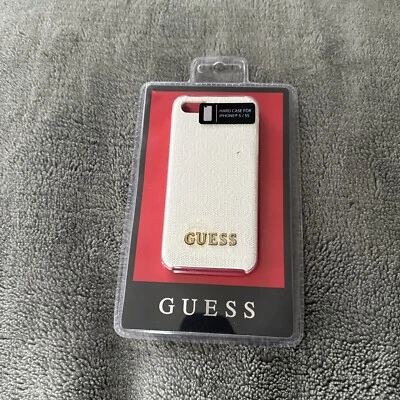 HARD CASE FOR
IPHONE® 5 / 5S
GUESS
GUESS